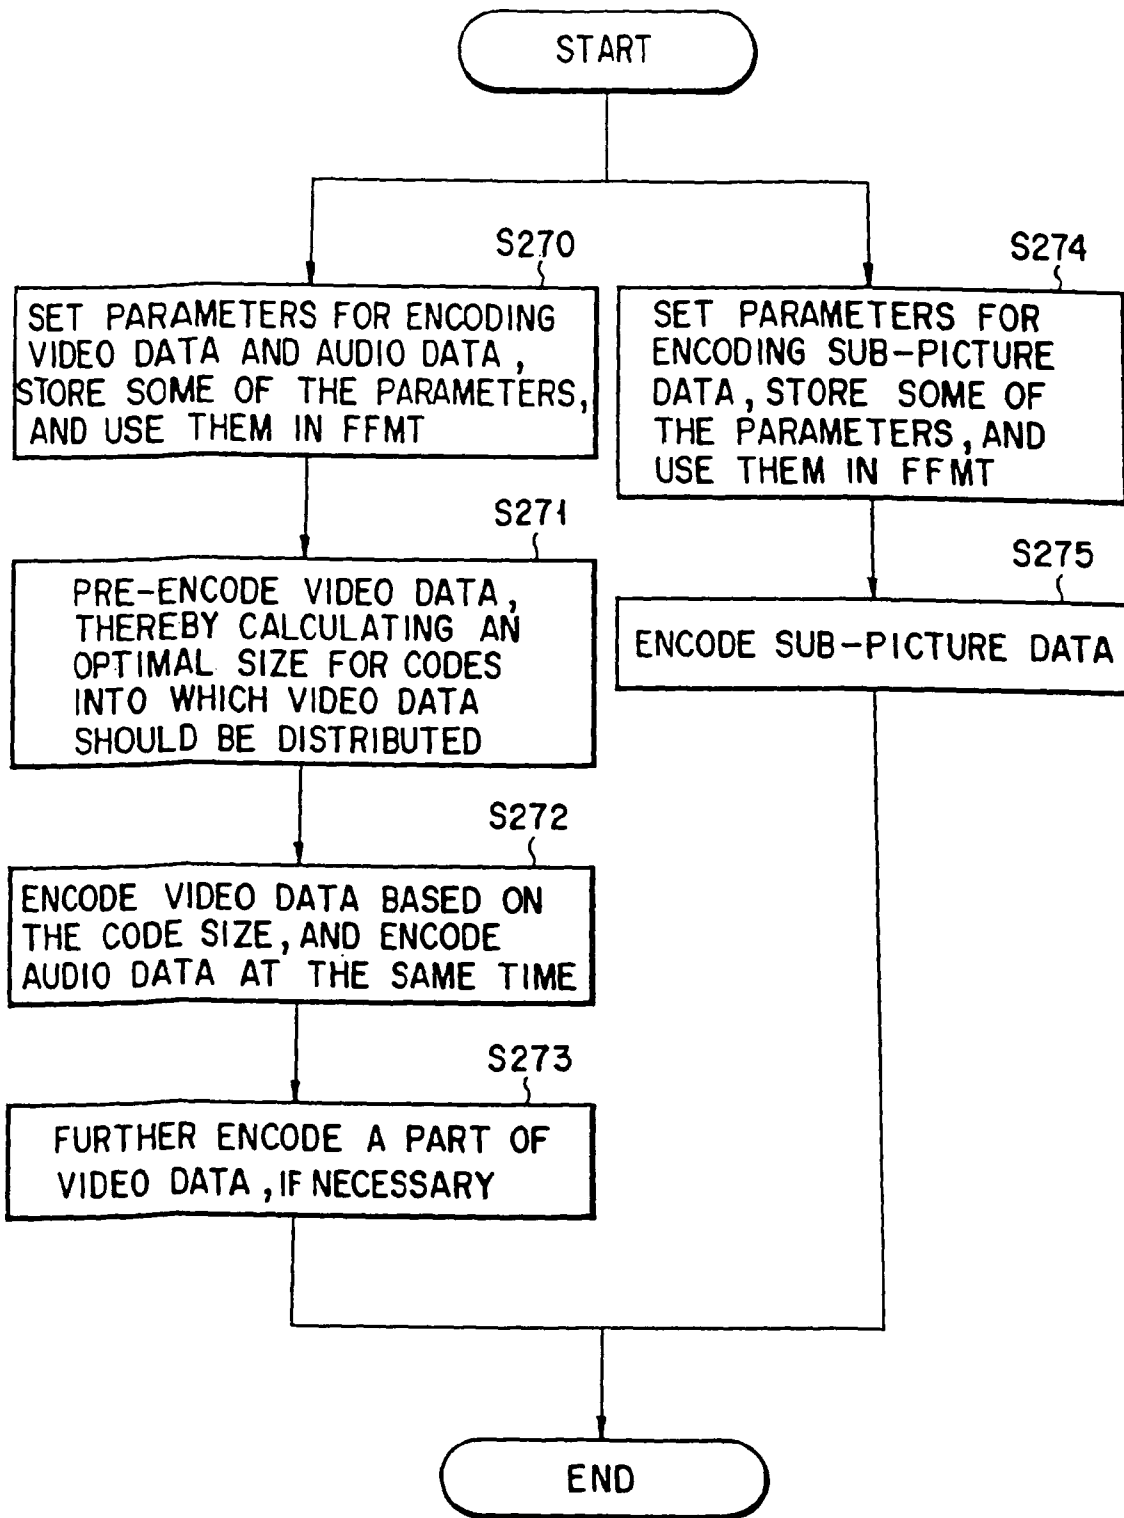 START
S270
SET PARAMETERS FOR ENCODING
VIDEO DATA AND AUDIO DATA,
STORE SOME OF THE PARAMETERS,
AND USE THEM IN FFMT
S271
PRE-ENCODE VIDEO DATA,
THEREBY CALCULATING AN
OPTIMAL SIZE FOR CODES
INTO WHICH VIDEO DATA
SHOULD BE DISTRIBUTED
S272
ENCODE VIDEO DATA BASED ON
THE CODE SIZE, AND ENCODE
AUDIO DATA AT THE SAME TIME
S273
FURTHER ENCODE A PART OF
VIDEO DATA, IF NECESSARY
S274
SET PARAMETERS FOR
ENCODING SUB-PICTURE
DATA, STORE SOME OF
THE PARAMETERS, AND
USE THEM IN FFMT
S275
ENCODE SUB-PICTURE DATA
END